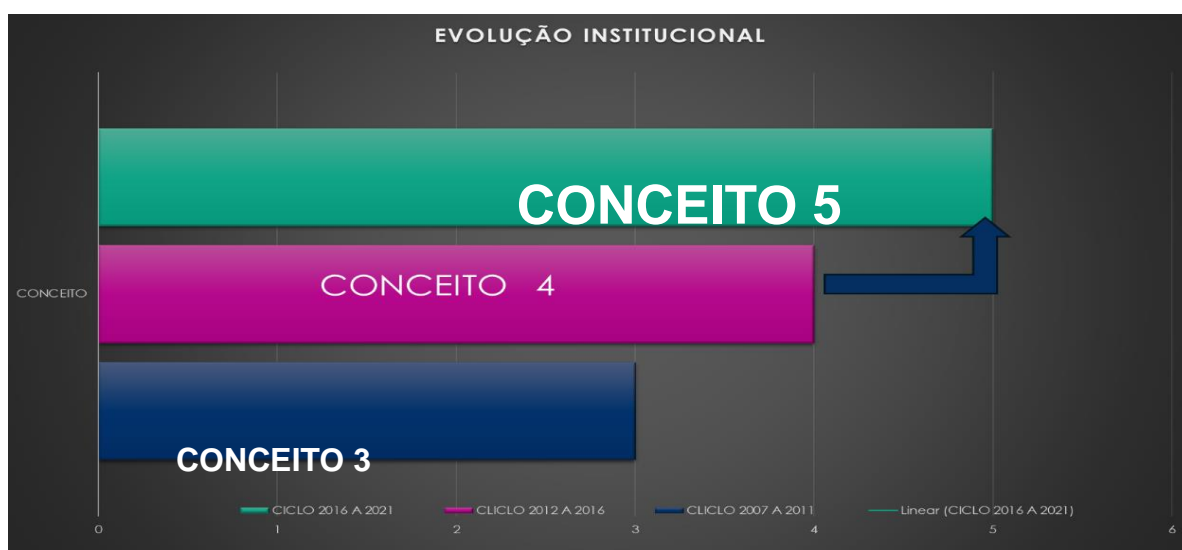 EVOLUÇÃO INSTITUCIONAL
CONCEITO 5
CONCEITO
CONCEITO 4
CONCEITO 3
CICLO 2016 A 2021 CLICLO 2012 A 2016 CLICLO 2007 A 2011 Linear (CICLO 2016 A 2021)
0 1 2 3 4 5 6